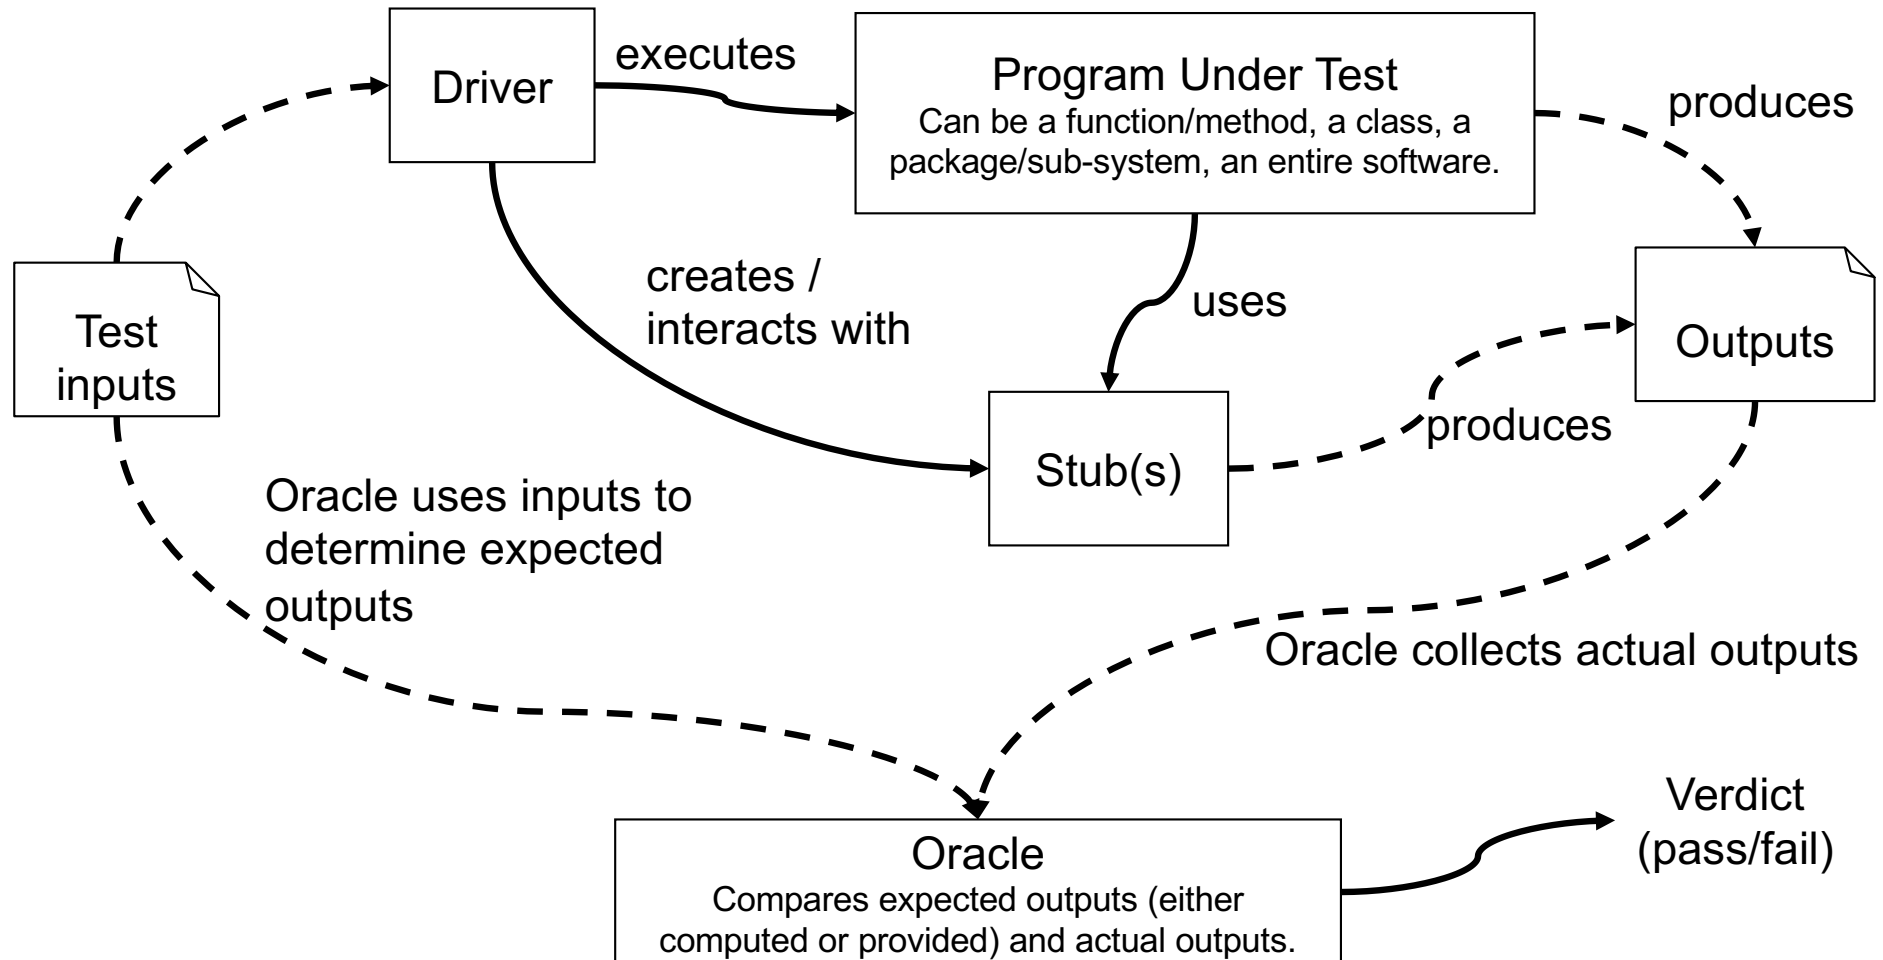 Driver
executes
Program Under Test
Can be a function/method, a class, a
package/sub-system, an entire software.
produces
Test
inputs
creates /
interacts with
uses
Outputs
Stub(s)
produces
Oracle uses inputs to
determine expected
outputs
Oracle collects actual outputs
Oracle
Compares expected outputs (either
computed or provided) and actual outputs.
Verdict
(pass/fail)